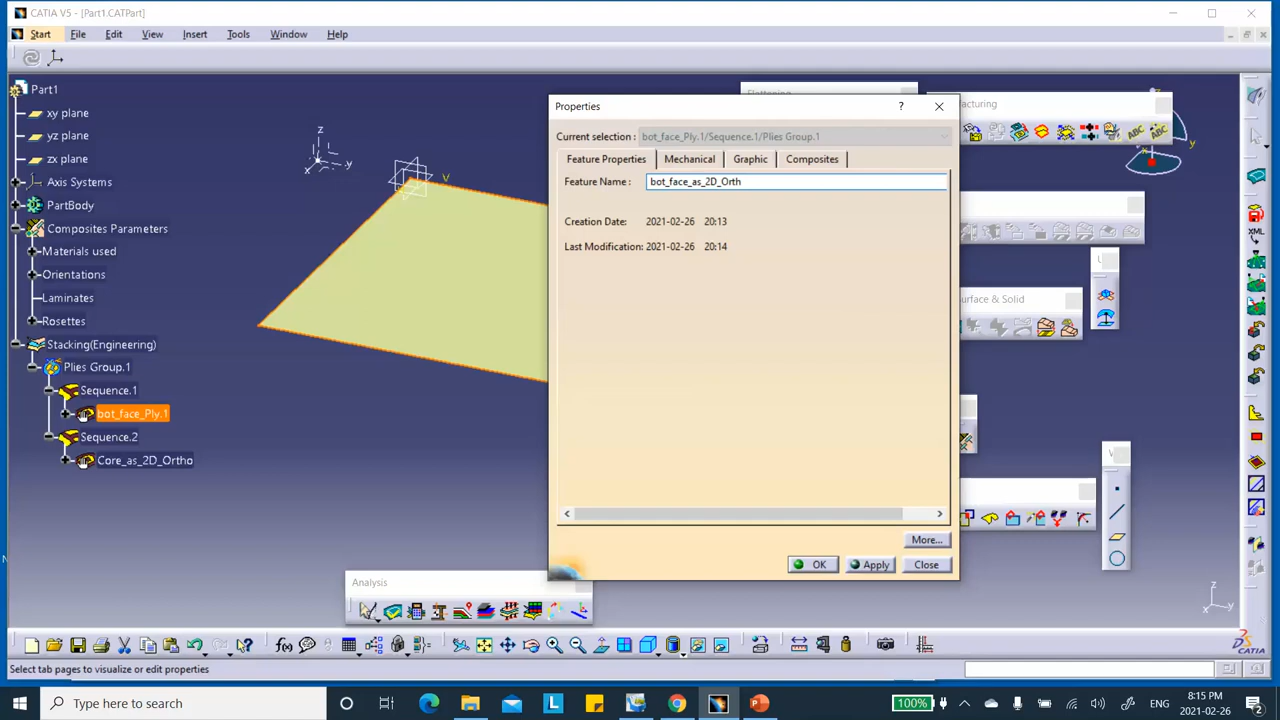 CATIA V5 - [Part1.CATPart]
Start File Edit View Insert Tools Window Help
Part1
xy plane
yz plane
zx plane
Axis Systems
PartBody
Composites Parameters
Materials used
Orientations
Laminates
Rosettes
Stacking(Engineering)
Plies Group.1
Sequence.1
bot_face_Ply.1
Sequence.2
Core_as_2D_Ortho
z
y
x
V
Properties
?
Current selection : bot_face_Ply.1/Sequence.1/Plies Group.1
Feature Properties Mechanical Graphic Composites
Feature Name : bot_face_as_2D_Orth
Creation Date: 2021-02-26 20:13
Last Modification: 2021-02-26 20:14
More...
OK Apply Close
y
XML
z
x
y
Analysis
f(x)
Select tab pages to visualize or edit properties
Type here to search
100%
ENG
8:15 PM
2021-02-26
2